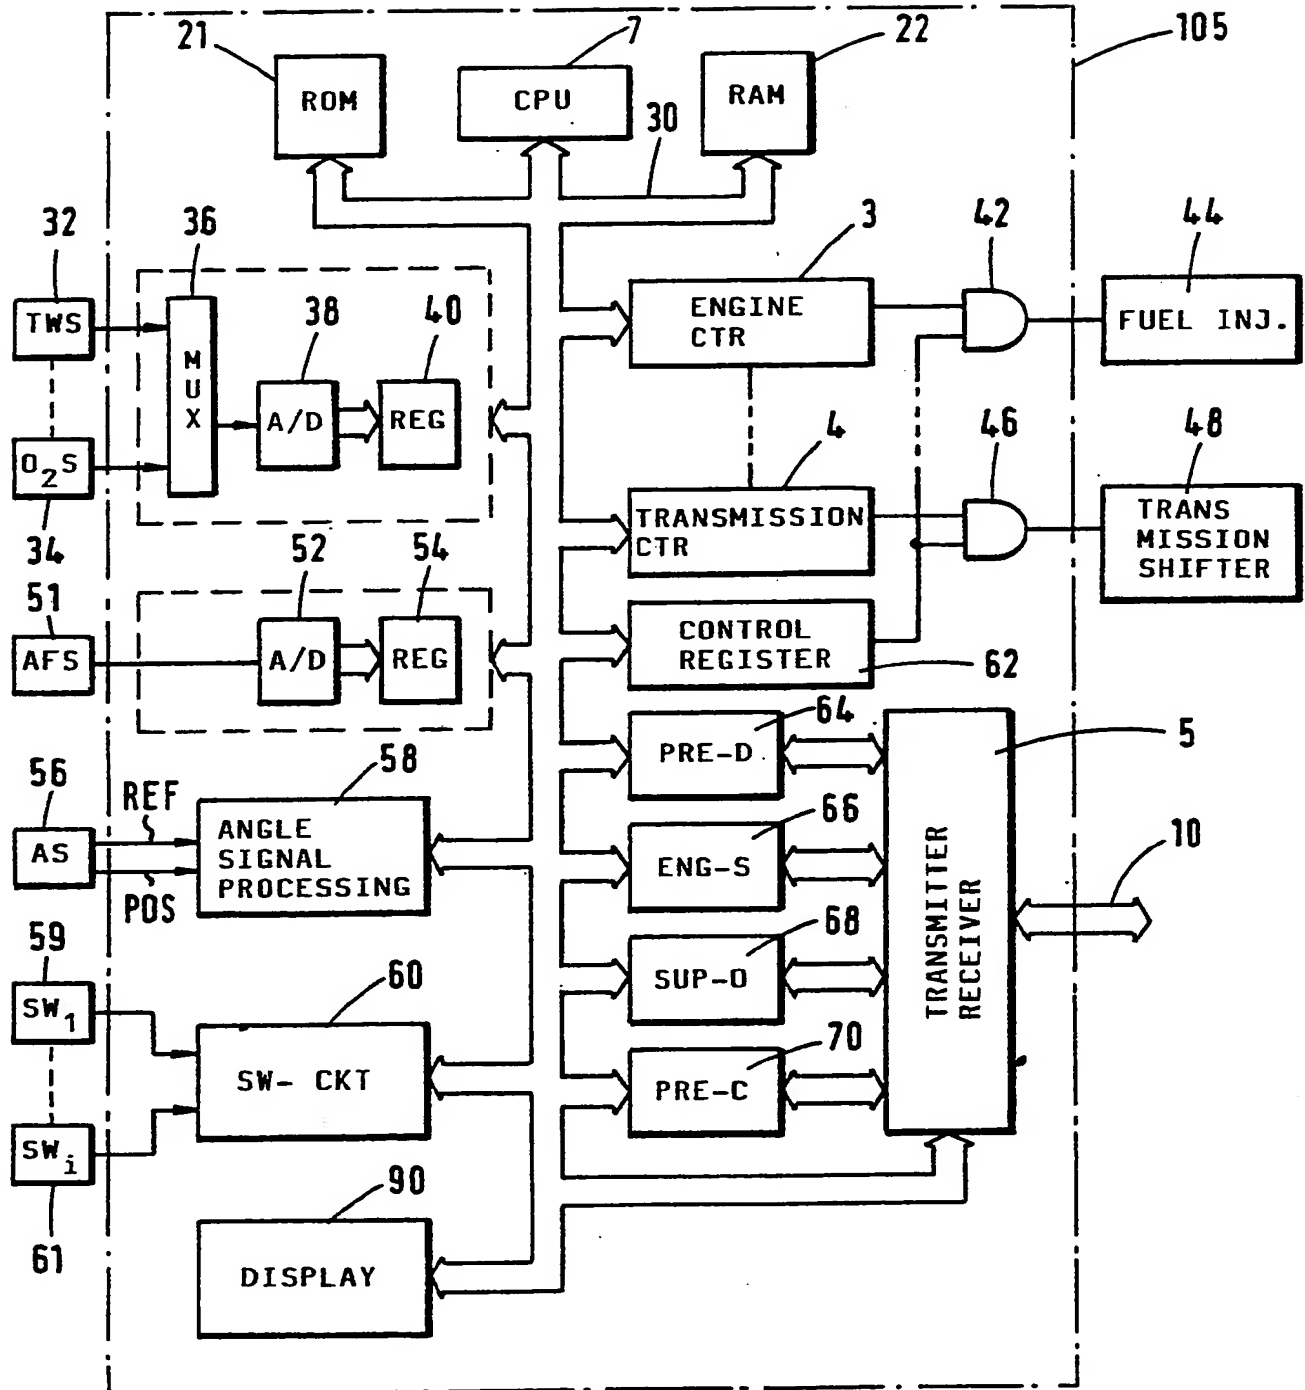 21
7
22
105
ROM
CPU
RAM
30
32
36
3
42
44
TWS
38
40
ENGINE
CTR
FUEL INJ.
MUX
A/D
REG
4
46
48
O2S
TRANSMISSION
CTR
TRANS
MISSION
SHIFTER
34
52
54
51
CONTROL
REGISTER
AFS
A/D
REG
62
64
5
PRE-D
56
REF
58
66
10
AS
ANGLE
SIGNAL
PROCESSING
ENG-S
POS
TRANSMITTER
RECEIVER
59
60
68
SW1
SUP-O
70
SW- CKT
PRE-C
SWi
90
61
DISPLAY